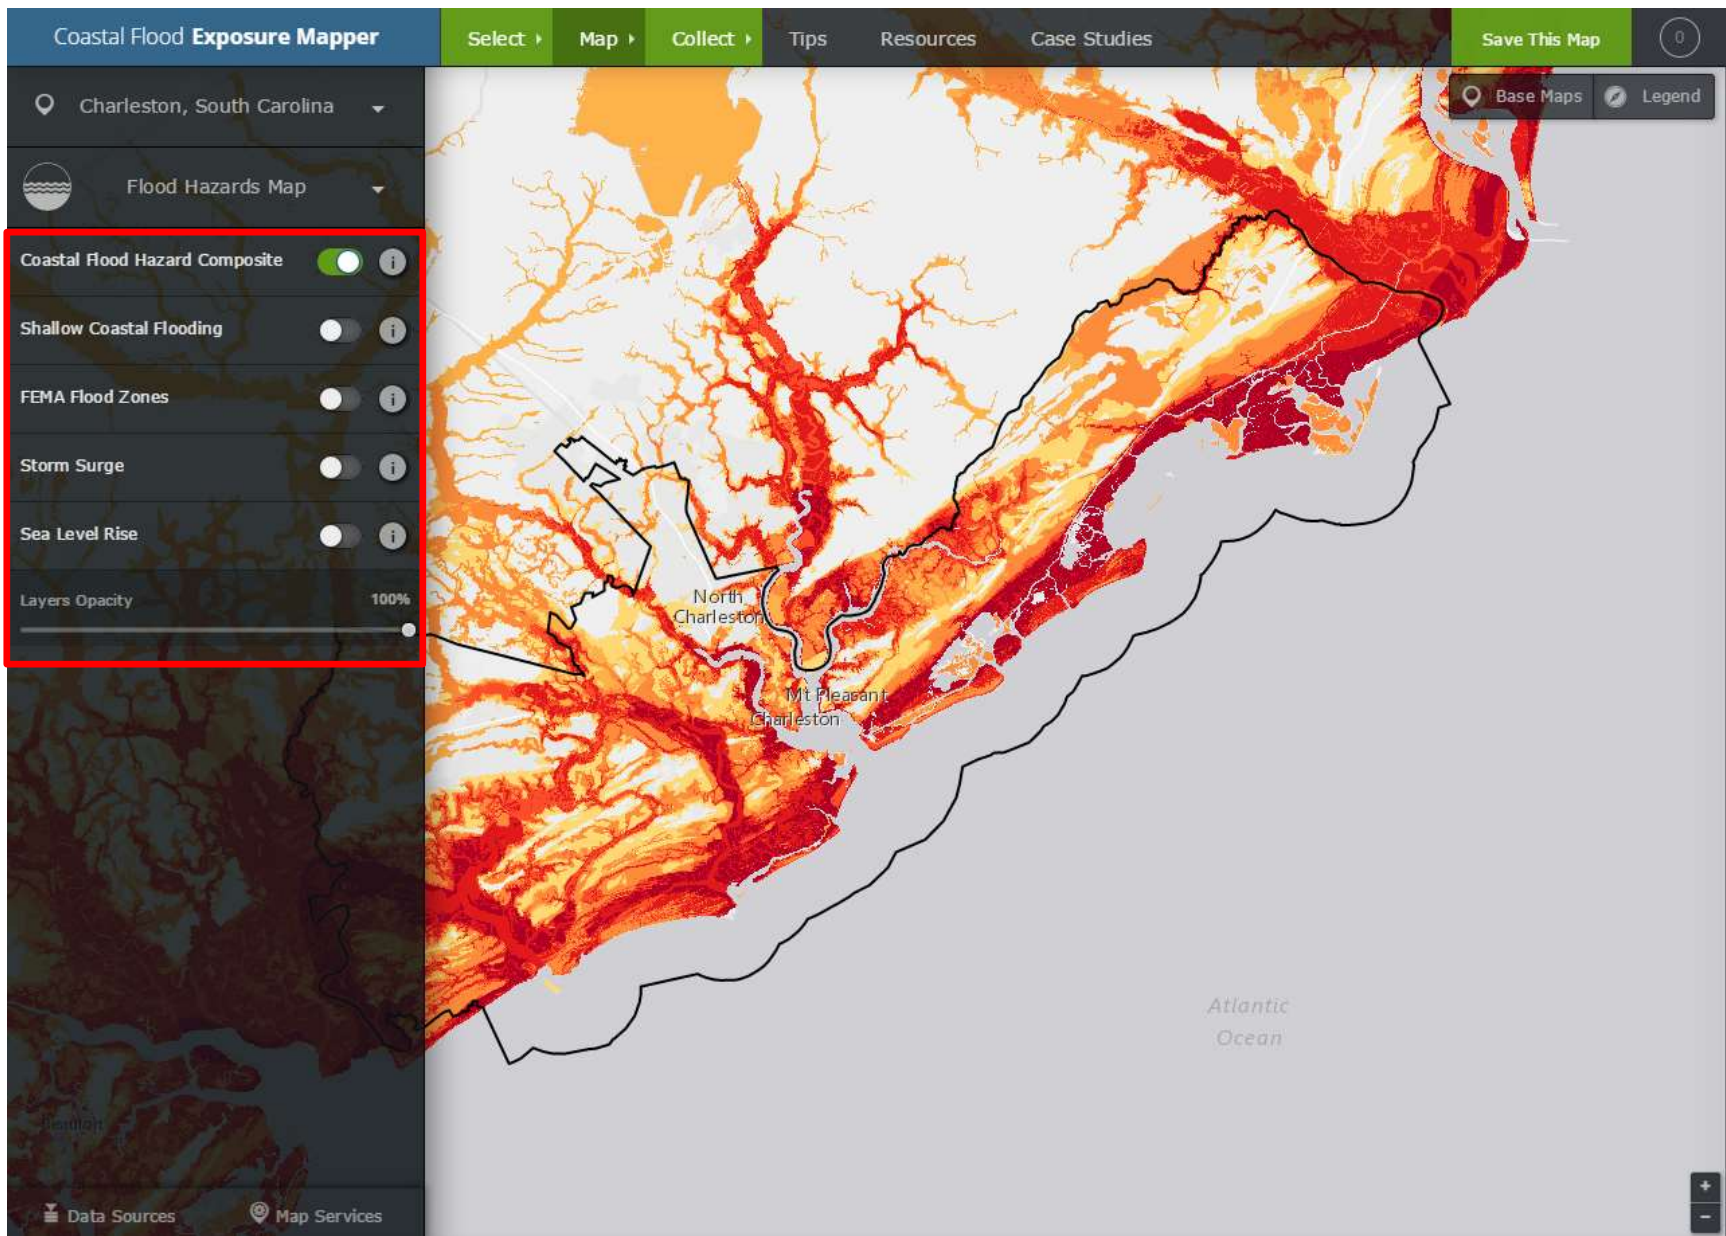 Coastal Flood Exposure Mapper
Select
Map
Collect
Tips
Resources
Case Studies
Save This Map
0
Charleston, South Carolina
Base Maps
Legend
Flood Hazards Map
Coastal Flood Hazard Composite
i
Shallow Coastal Flooding
i
FEMA Flood Zones
i
Storm Surge
i
Sea Level Rise
i
Layers Opacity
100%
North
Charleston
Mt Pleasant
Charleston
Atlantic
Ocean
Data Sources
Map Services
+
-